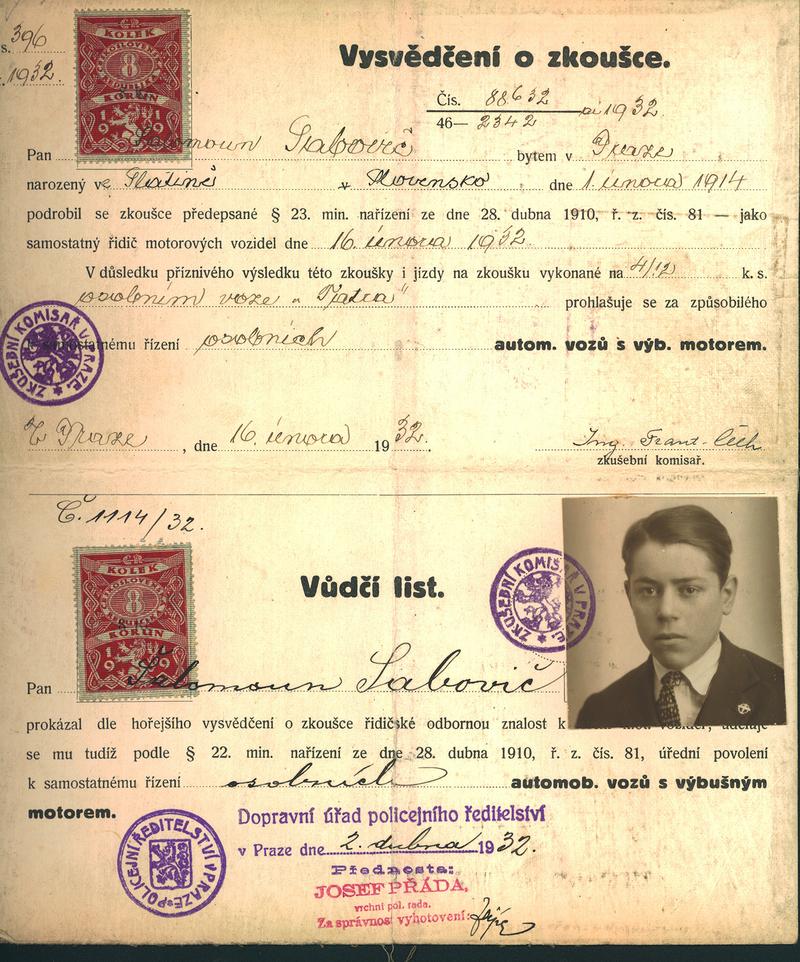 s. 396
1932.
KOLEK
8
KORUN
1919
Vysvědčení o zkoušce.
Čís. 88632
46— 2342 ai 1932.
Pan Salomoun Sabovič bytem v Praze
narozený ve Slatině v Slovensko dne 1. února 1914
podrobil se zkoušce předepsané § 23. min. nařízení ze dne 28. dubna 1910, ř. z. čís. 81 — jako
samostatný řidič motorových vozidel dne 16. února 1932.
V důsledku příznivého výsledku této zkoušky i jízdy na zkoušku vykonané na 4/12 k. s.
osobním voze „Tatra" prohlašuje se za způsobilého
k samostatnému řízení osobních autom. vozů s výb. motorem.
ZKUŠEBNÍ KOMISAŘ V PRAZE
V Praze, dne 16. února 1932.
Ing. Frant. Čech
zkušební komisař.
Č. 1114/32.
KOLEK
8
KORUN
1919
Vůdčí list.
ZKUŠEBNÍ KOMISAŘ V PRAZE
Pan Šalomoun Sabovič
prokázal dle hořejšího vysvědčení o zkoušce řidičské odbornou znalost k
se mu tudíž podle § 22. min. nařízení ze dne 28. dubna 1910, ř. z. čís. 81, úřední povolení
k samostatnému řízení osobních automob. vozů s výbušným
motorem.
POLICEJNÍ ŘEDITELSTVÍ V PRAZE
Dopravní úřad policejního ředitelství
v Praze dne 2. dubna 1932.
Přednosta:
JOSEF PŘÁDA,
vrchní pol. rada.
Za správnost vyhotovení: